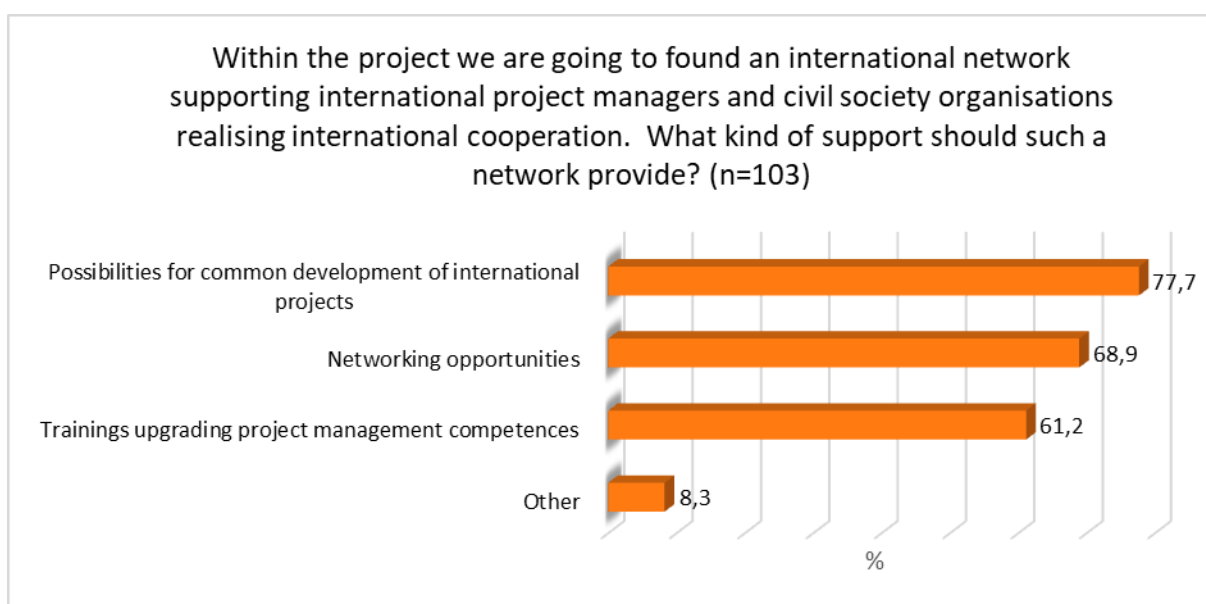 Within the project we are going to found an international network
supporting international project managers and civil society organisations
realising international cooperation.  What kind of support should such a
network provide? (n=103)
Possibilities for common development of international
projects
77,7
Networking opportunities
68,9
Trainings upgrading project management competences
61,2
Other
8,3
%